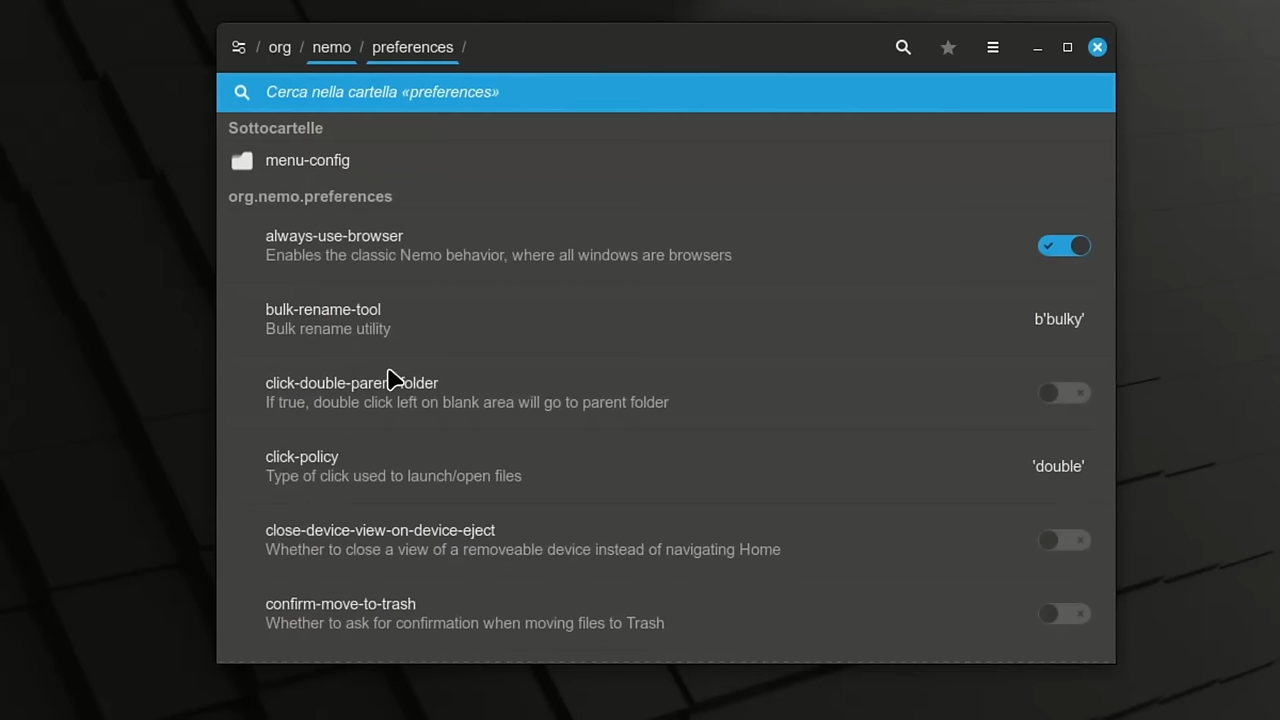 / org / nemo / preferences /
Cerca nella cartella «preferences»
Sottocartelle
menu-config
org.nemo.preferences
always-use-browser
Enables the classic Nemo behavior, where all windows are browsers
bulk-rename-tool
Bulk rename utility
b'bulky'
click-double-parent-folder
If true, double click left on blank area will go to parent folder
click-policy
Type of click used to launch/open files
'double'
close-device-view-on-device-eject
Whether to close a view of a removeable device instead of navigating Home
confirm-move-to-trash
Whether to ask for confirmation when moving files to Trash